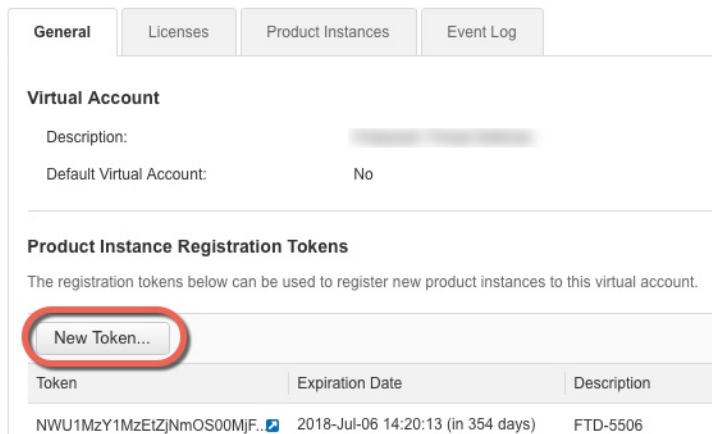 General Licenses Product Instances Event Log
Virtual Account
Description:
Default Virtual Account: No
Product Instance Registration Tokens
The registration tokens below can be used to register new product instances to this virtual account.
New Token...
Token Expiration Date Description
NWU1MzY1MzEtZjNmOS00MjF.. 2018-Jul-06 14:20:13 (in 354 days) FTD-5506